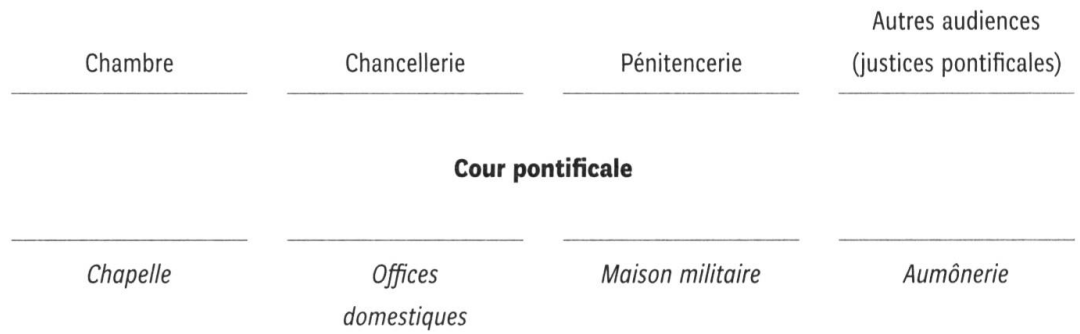 Autres audiences
Chambre Chancellerie Pénitencerie (justices pontificales)
Cour pontificale
Chapelle Offices Maison militaire Aumônerie
domestiques